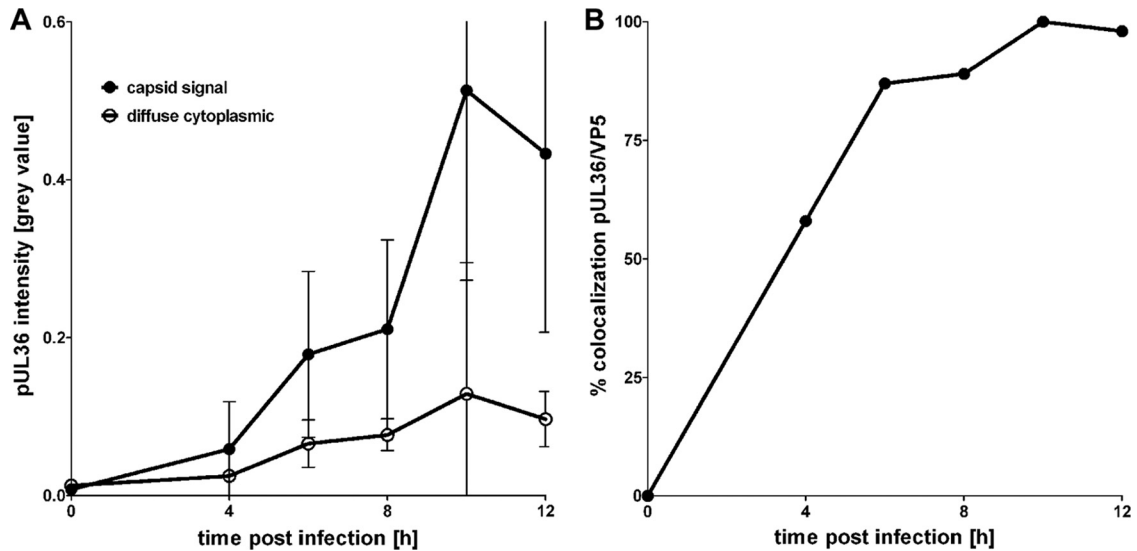 A
pUL36 intensity [grey value]
0.6
0.4
0.2
0.0
capsid signal
diffuse cytoplasmic
0
4
8
12
time post infection [h]
B
% colocalization pUL36/VP5
100
75
50
25
0
0
4
8
12
time post infection [h]